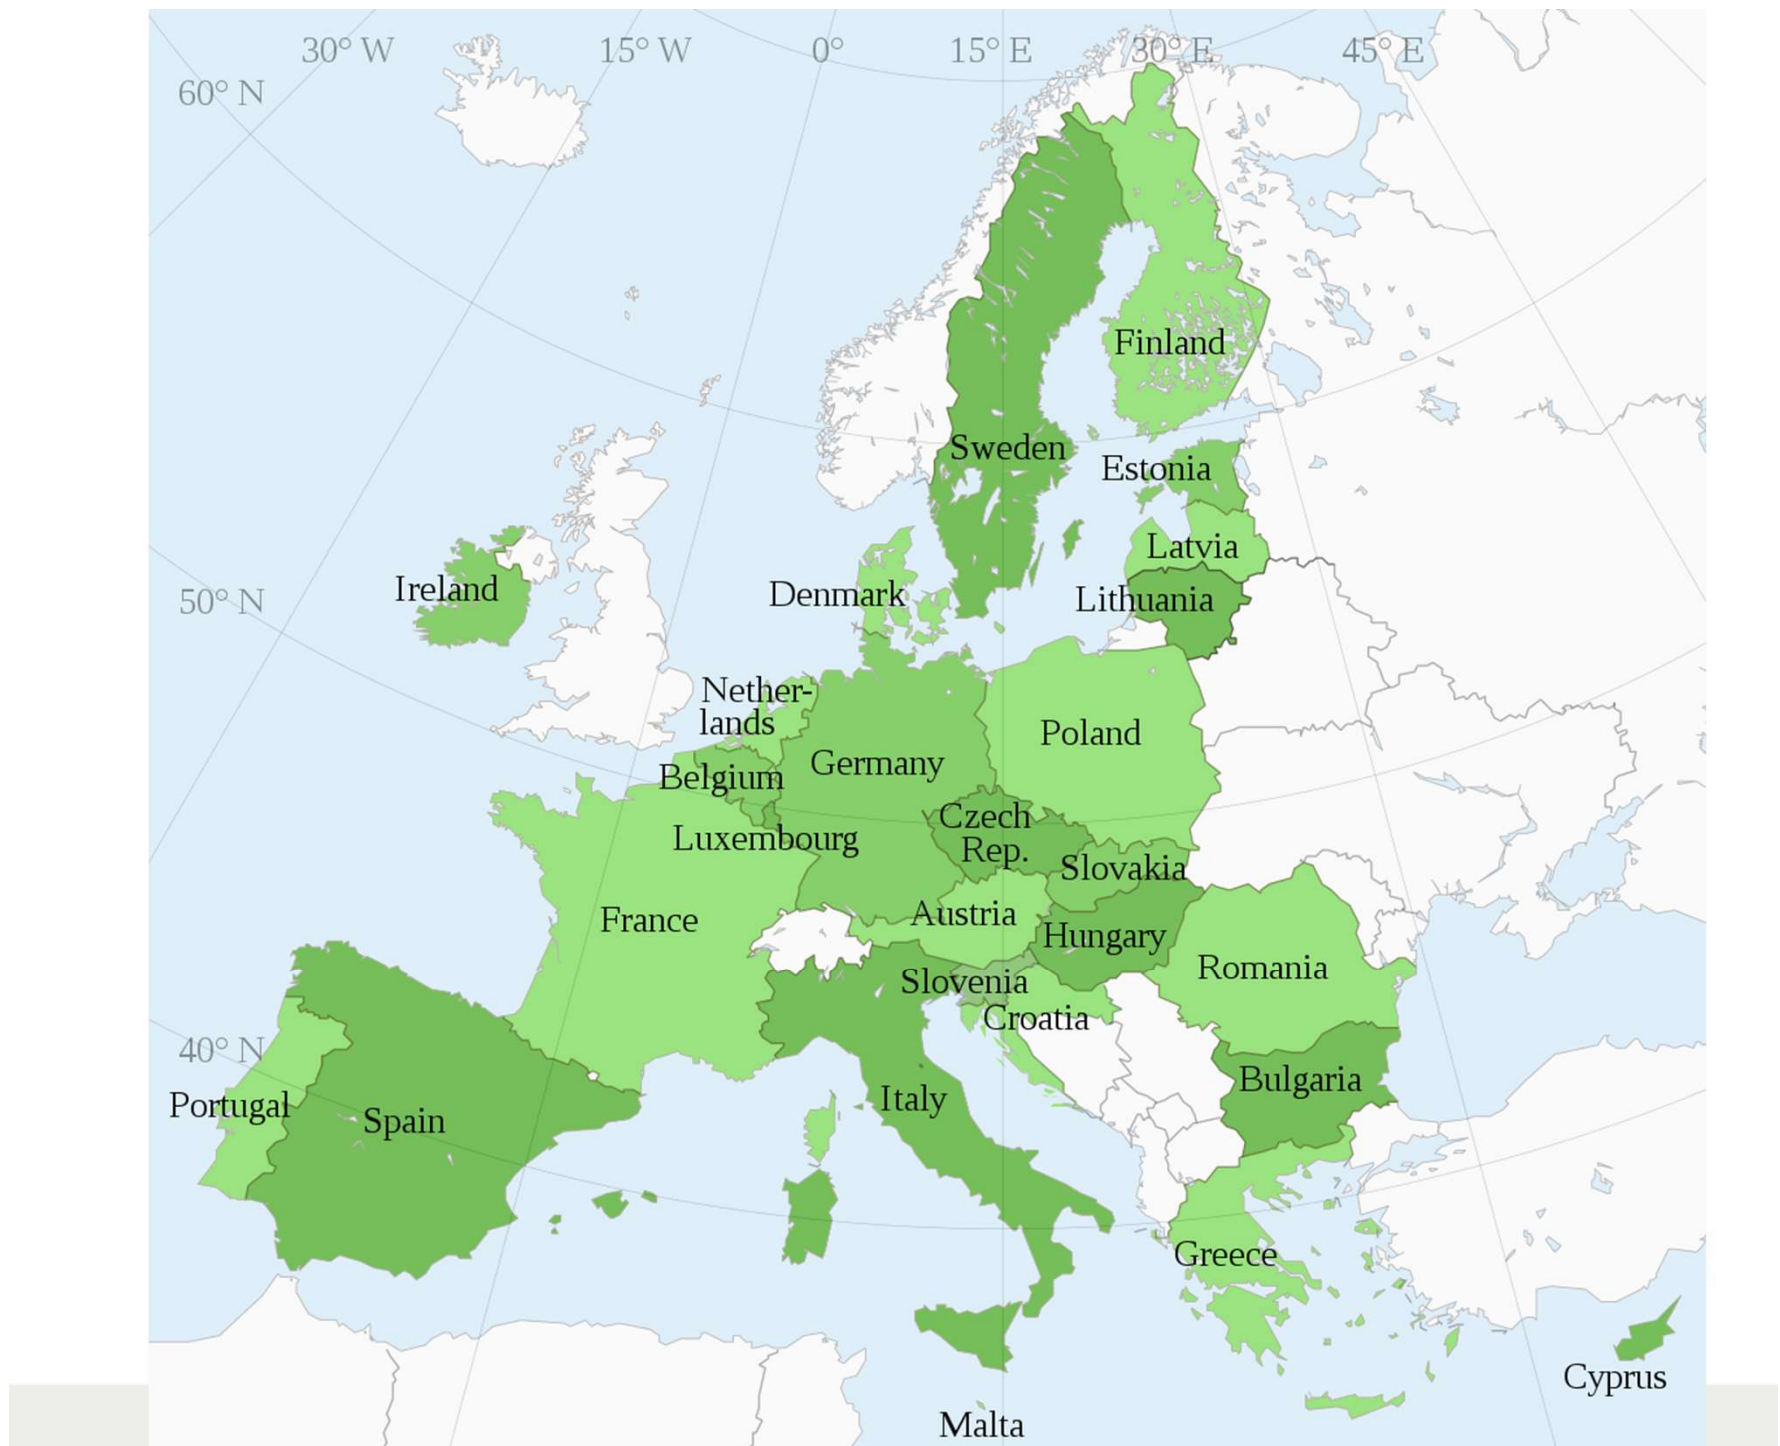 30° W
15° W
0°
15° E
30° E
45° E
60° N
Finland
Sweden
Estonia
Latvia
Ireland
Denmark
Lithuania
50° N
Nether-
lands
Poland
Germany
Belgium
Czech
Rep.
Luxembourg
Slovakia
Austria
France
Hungary
Romania
Slovenia
Croatia
40° N
Bulgaria
Portugal
Spain
Italy
Greece
Cyprus
Malta